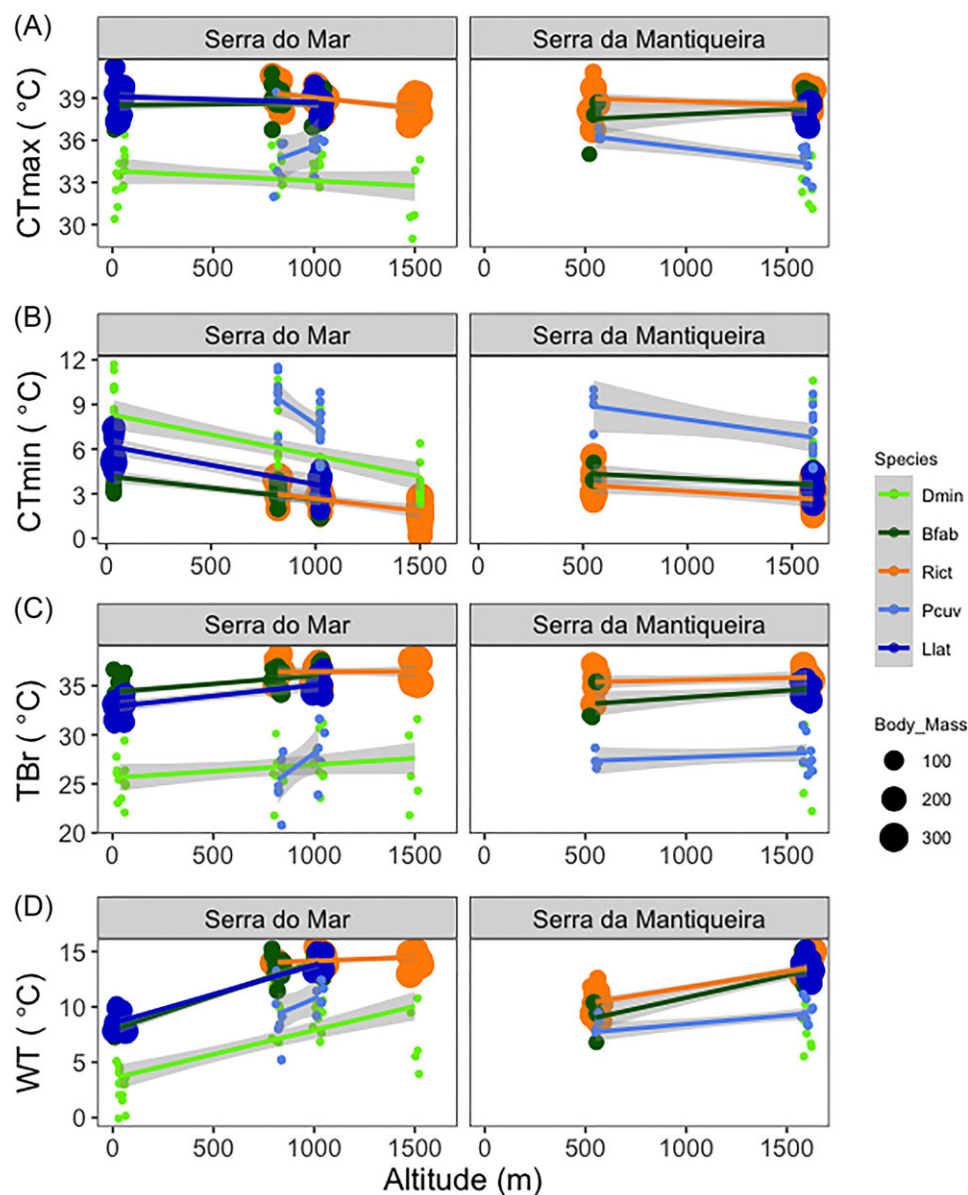 (A)
Serra do Mar Serra da Mantiqueira
CTmax ( °C)
39
36
33
30
0 500 1000 1500 0 500 1000 1500
(B)
Serra do Mar Serra da Mantiqueira
CTmin ( °C)
12
9
6
3
0
0 500 1000 1500 0 500 1000 1500
(C)
Serra do Mar Serra da Mantiqueira
TBr ( °C)
35
30
25
20
0 500 1000 1500 0 500 1000 1500
(D)
Serra do Mar Serra da Mantiqueira
WT ( °C)
15
10
5
0
0 500 1000 1500 0 500 1000 1500
Altitude (m)
Species
Dmin
Bfab
Rict
Pcuv
Llat
Body_Mass
100
200
300